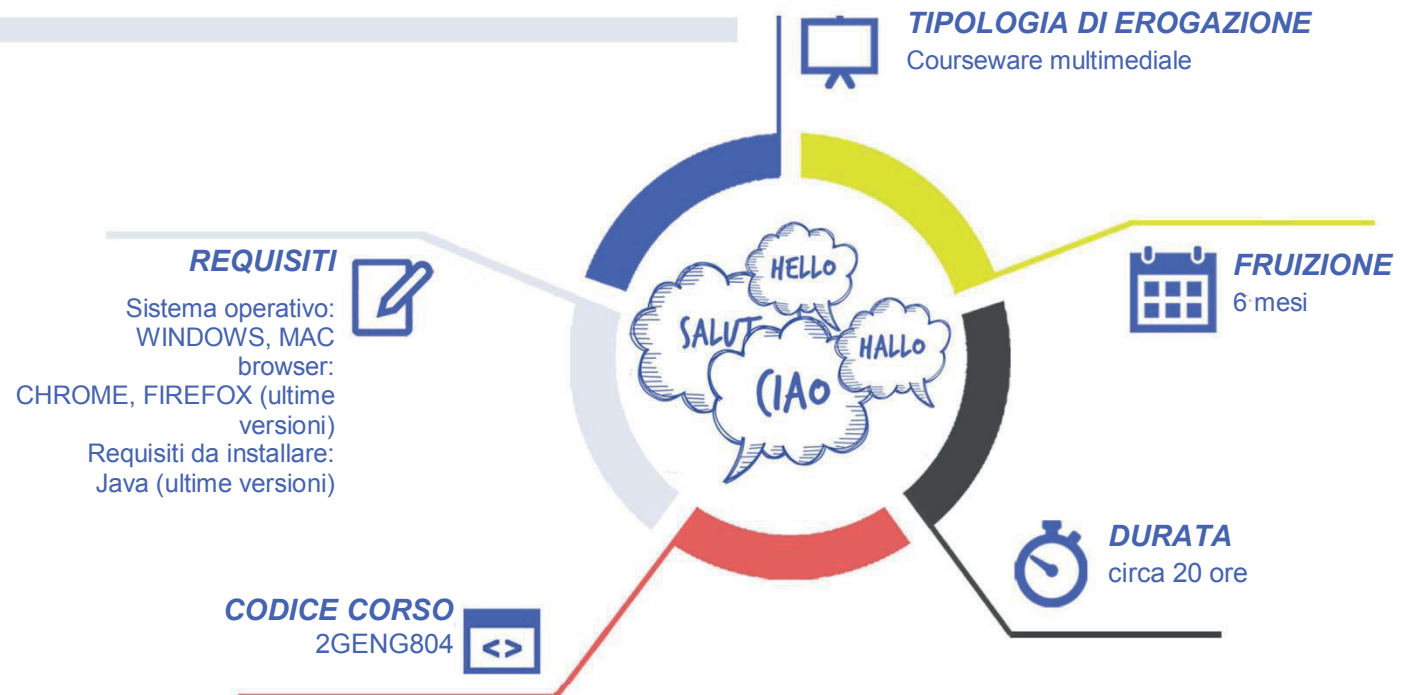 TIPOLOGIA DI EROGAZIONE
Courseware multimediale
REQUISITI
Sistema operativo:
WINDOWS, MAC
browser:
CHROME, FIREFOX (ultime
versioni)
Requisiti da installare:
Java (ultime versioni)
HELLO
SALUT
HALLO
CIAO
FRUIZIONE
6 mesi
DURATA
circa 20 ore
CODICE CORSO
2GENG804
<>